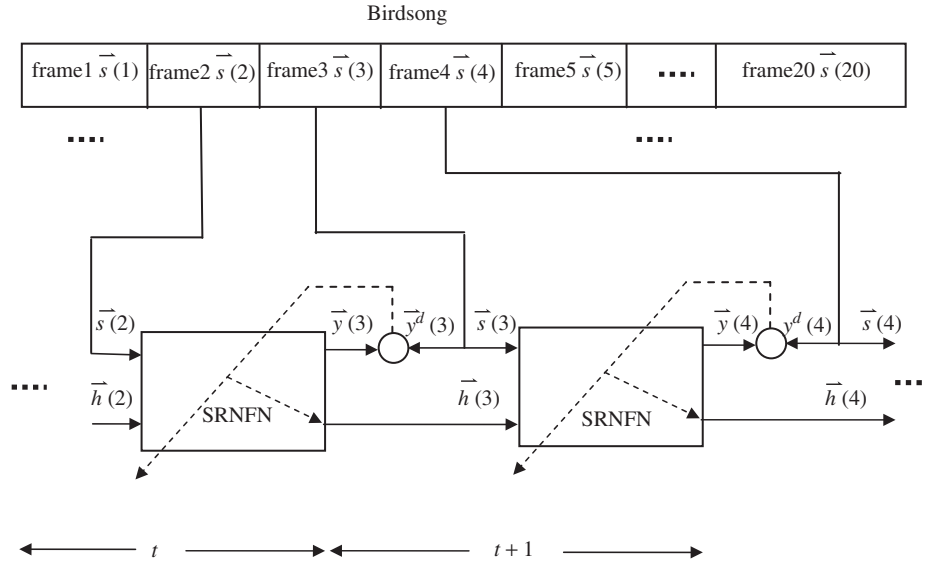 Birdsong
frame1 s⃗(1) frame2 s⃗(2) frame3 s⃗(3) frame4 s⃗(4) frame5 s⃗(5) ..... frame20 s⃗(20)
..... .....
s⃗(2) y⃗(3) y⃗ᵈ(3) s⃗(3) y⃗(4) yᵈ(4) s⃗(4)
..... h⃗(2) h⃗(3) h⃗(4) ...
SRNFN SRNFN
t t + 1